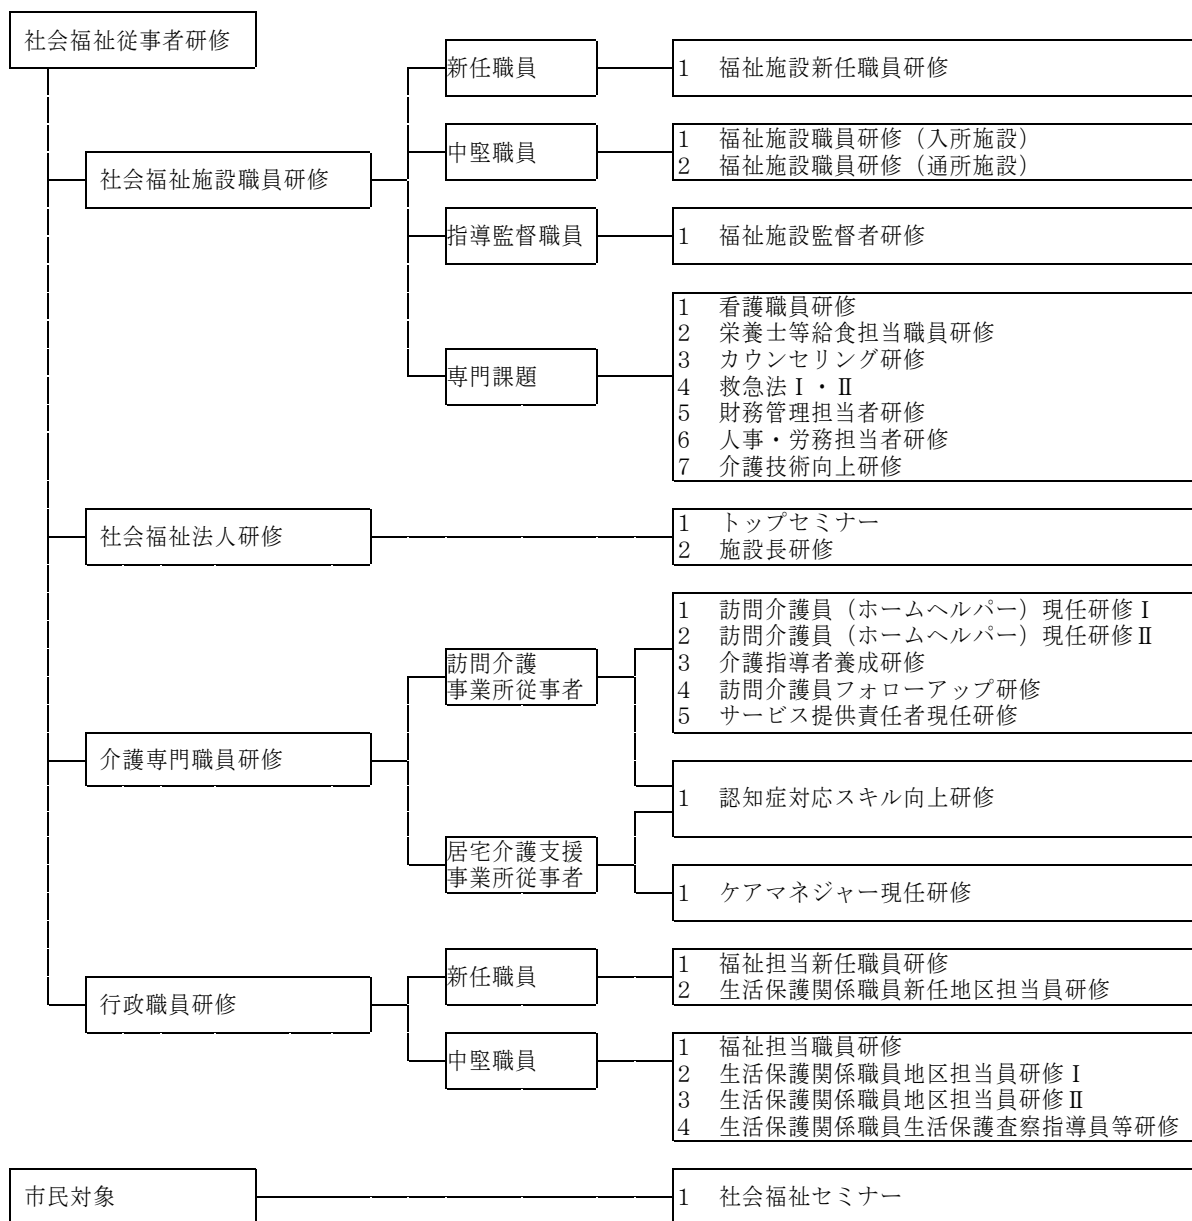 社会福祉従事者研修
社会福祉施設職員研修
新任職員
1 福祉施設新任職員研修
中堅職員
1 福祉施設職員研修（入所施設）
2 福祉施設職員研修（通所施設）
指導監督職員
1 福祉施設監督者研修
専門課題
1 看護職員研修
2 栄養士等給食担当職員研修
3 カウンセリング研修
4 救急法Ⅰ・Ⅱ
5 財務管理担当者研修
6 人事・労務担当者研修
7 介護技術向上研修
社会福祉法人研修
1 トップセミナー
2 施設長研修
介護専門職員研修
訪問介護
事業所従事者
1 訪問介護員（ホームヘルパー）現任研修Ⅰ
2 訪問介護員（ホームヘルパー）現任研修Ⅱ
3 介護指導者養成研修
4 訪問介護員フォローアップ研修
5 サービス提供責任者現任研修
1 認知症対応スキル向上研修
居宅介護支援
事業所従事者
1 ケアマネジャー現任研修
行政職員研修
新任職員
1 福祉担当新任職員研修
2 生活保護関係職員新任地区担当員研修
中堅職員
1 福祉担当職員研修
2 生活保護関係職員地区担当員研修Ⅰ
3 生活保護関係職員地区担当員研修Ⅱ
4 生活保護関係職員生活保護査察指導員等研修
市民対象
1 社会福祉セミナー